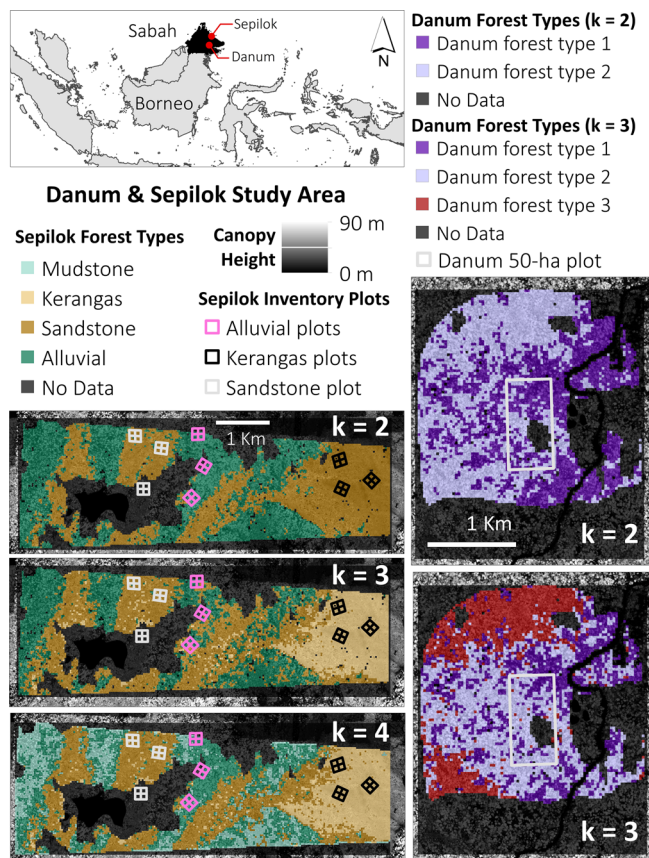 Sabah
Sepilok
Danum
N
Borneo
Danum & Sepilok Study Area
Sepilok Forest Types
Mudstone
Kerangas
Sandstone
Alluvial
No Data
Canopy
Height
90 m
0 m
Sepilok Inventory Plots
Alluvial plots
Kerangas plots
Sandstone plot
1 Km
k = 2
k = 3
k = 4
Danum Forest Types (k = 2)
Danum forest type 1
Danum forest type 2
No Data
Danum Forest Types (k = 3)
Danum forest type 1
Danum forest type 2
Danum forest type 3
No Data
Danum 50-ha plot
1 Km
k = 2
k = 3